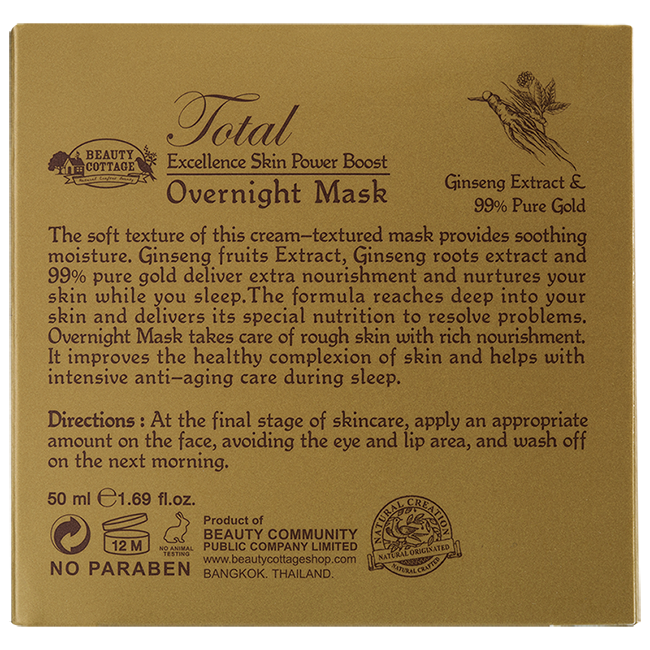 Total
Excellence Skin Power Boost
Overnight Mask
BEAUTY
COTTAGE
Ginseng Extract &
99% Pure Gold
The soft texture of this cream-textured mask provides soothing
moisture. Ginseng fruits Extract, Ginseng roots extract and
99% pure gold deliver extra nourishment and nurtures your
skin while you sleep.The formula reaches deep into your
skin and delivers its special nutrition to resolve problems.
Overnight Mask takes care of rough skin with rich nourishment.
It improves the healthy complexion of skin and helps with
intensive anti-aging care during sleep.
Directions : At the final stage of skincare, apply an appropriate
amount on the face, avoiding the eye and lip area, and wash off
on the next morning.
50 ml ℮1.69 fl.oz.
12 M
NO ANIMAL
TESTING
NO PARABEN
Product of
BEAUTY COMMUNITY
PUBLIC COMPANY LIMITED
www.beautycottageshop.com
BANGKOK. THAILAND.
NATURAL CREATION
NATURAL ORIGINATED
NATURAL CRAFTED